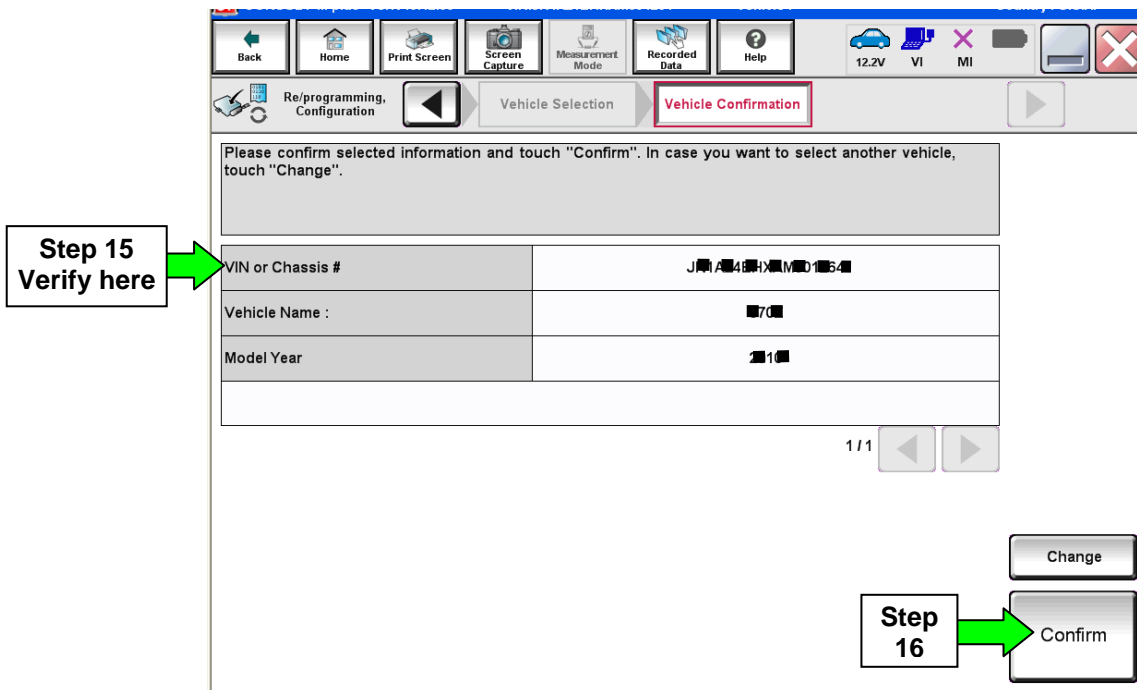 Back
Home
Print Screen
Screen
Capture
Measurement
Mode
Recorded
Data
Help
12.2V
VI
MI
Re/programming,
Configuration
Vehicle Selection
Vehicle Confirmation
Please confirm selected information and touch "Confirm". In case you want to select another vehicle,
touch "Change".
Step 15
Verify here
VIN or Chassis #
Vehicle Name :
Model Year
1/1
Change
Step
16
Confirm